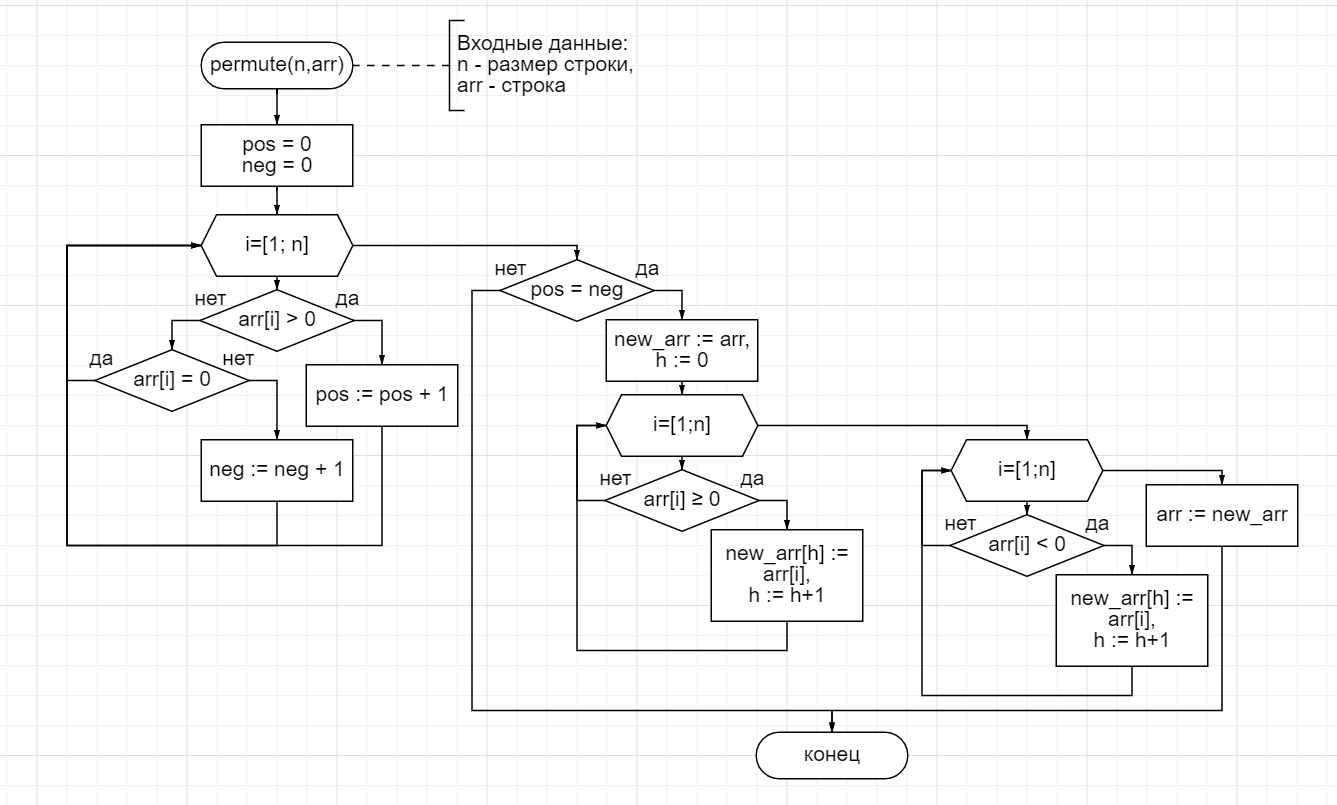 permute(n,arr)
Входные данные:
n - размер строки,
arr - строка
pos = 0
neg = 0
i=[1; n]
нет
да
arr[i] > 0
да
нет
arr[i] = 0
pos := pos + 1
neg := neg + 1
нет
да
pos = neg
new_arr := arr,
h := 0
i=[1;n]
нет
да
arr[i] ≥ 0
new_arr[h] :=
arr[i],
h := h+1
i=[1;n]
нет
да
arr[i] < 0
new_arr[h] :=
arr[i],
h := h+1
arr := new_arr
конец